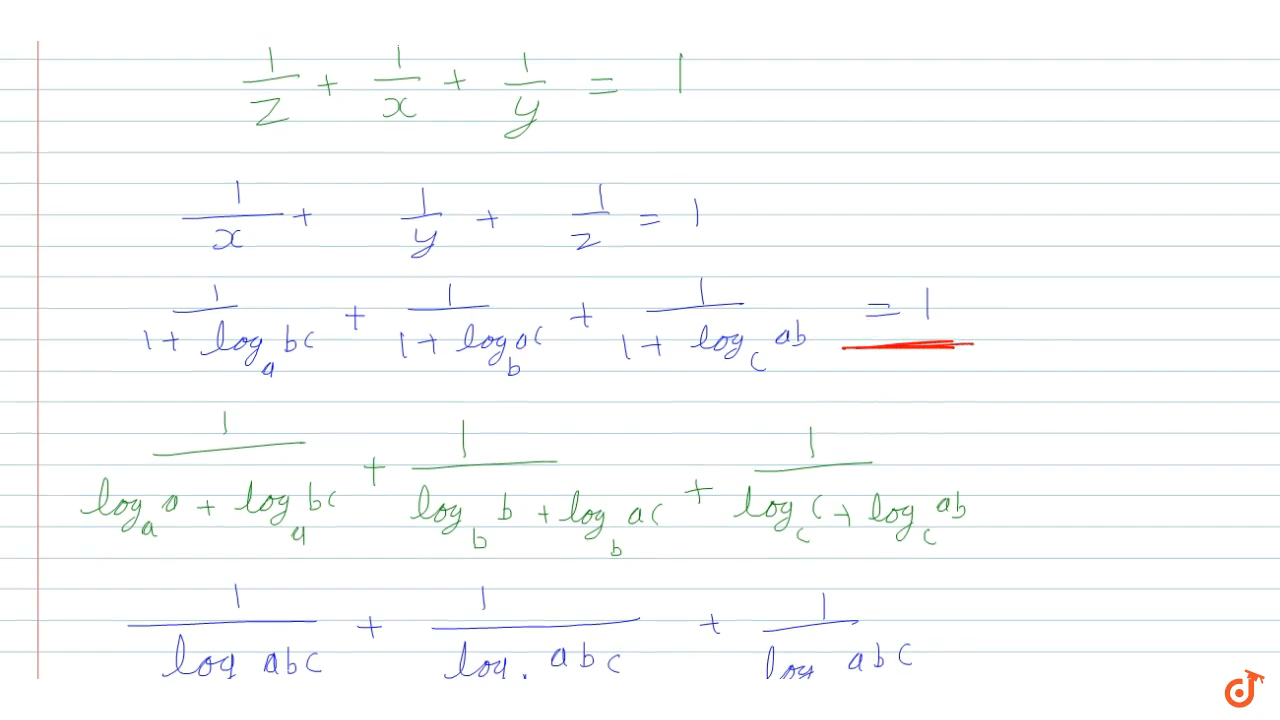 1/z + 1/x + 1/y = 1
1/x + 1/y + 1/z = 1
1/(1 + log_a bc) + 1/(1 + log_b ac) + 1/(1 + log_c ab) = 1
1/(log_a a + log_a bc) + 1/(log_b b + log_b ac) + 1/(log_c c + log_c ab)
1/(log abc) + 1/(log abc) + 1/(log abc)